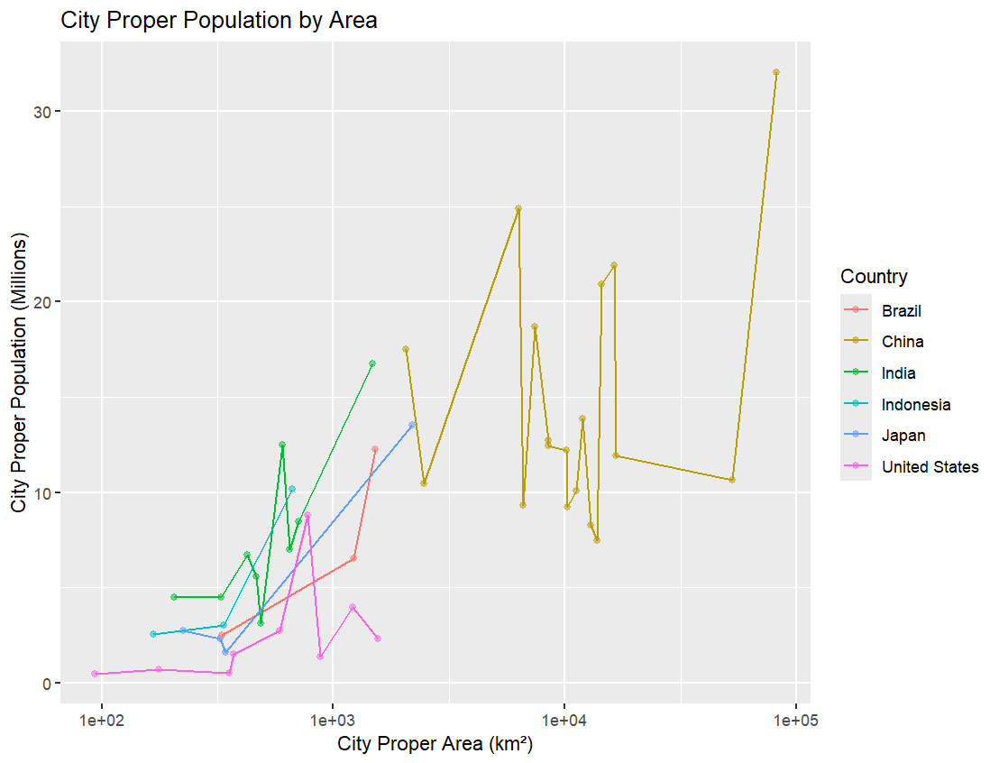 City Proper Population by Area
City Proper Population (Millions)
30
20
10
0
1e+02
1e+03
1e+04
1e+05
City Proper Area (km²)
Country
Brazil
China
India
Indonesia
Japan
United States